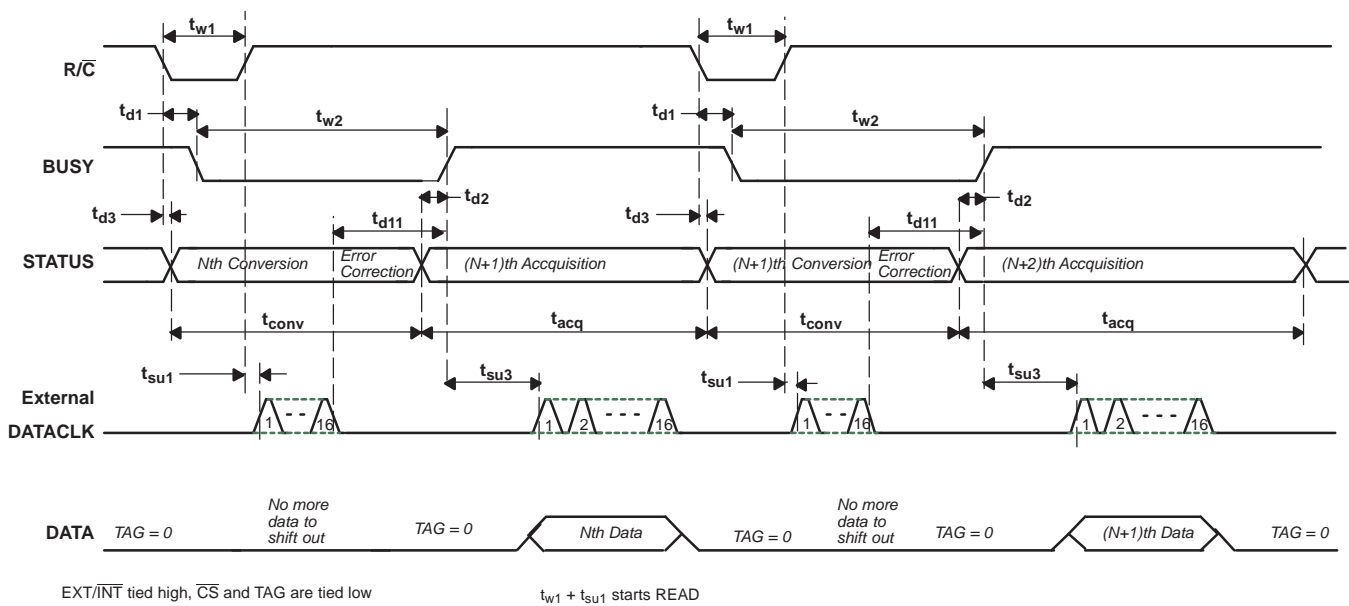 tw1 tw1
R/C
td1 tw2 td1 tw2
BUSY
td2 td2
td3 td11 td3 td11
STATUS Nth Conversion Error Correction (N+1)th Accquisition (N+1)th Conversion Error Correction (N+2)th Accquisition
tconv tacq tconv tacq
tsu1 tsu3 tsu1 tsu3
External
DATACLK 1 - - 16 1 2 - - - 16 1 - - 16 1 2 - - - 16
DATA TAG = 0 No more data to shift out TAG = 0 Nth Data TAG = 0 No more data to shift out TAG = 0 (N+1)th Data TAG = 0
EXT/INT tied high, CS and TAG are tied low tw1 + tsu1 starts READ